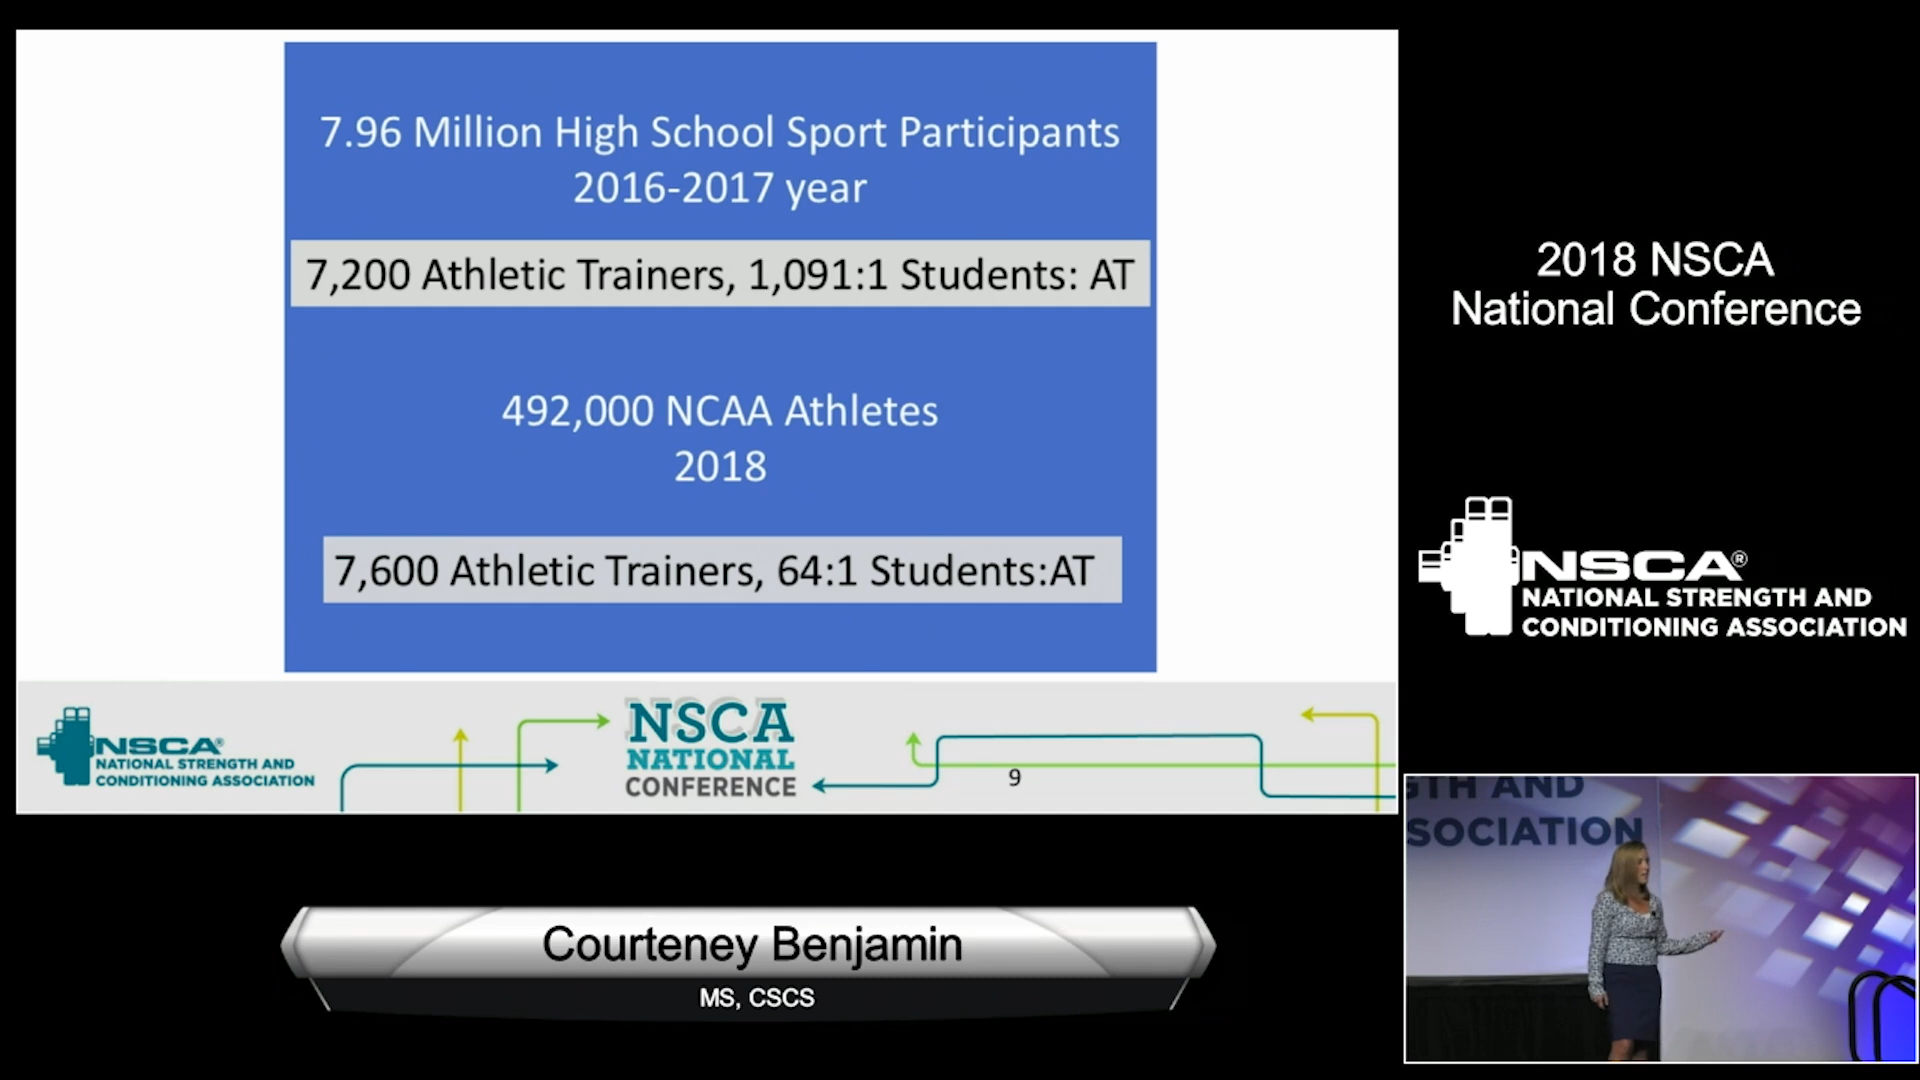 7.96 Million High School Sport Participants
2016-2017 year
7,200 Athletic Trainers, 1,091:1 Students: AT
492,000 NCAA Athletes
2018
7,600 Athletic Trainers, 64:1 Students:AT
NSCA®
NATIONAL STRENGTH AND
CONDITIONING ASSOCIATION
NSCA
NATIONAL
CONFERENCE
9
2018 NSCA
National Conference
NSCA®
NATIONAL STRENGTH AND
CONDITIONING ASSOCIATION
GTH AND
SOCIATION
Courteney Benjamin
MS, CSCS